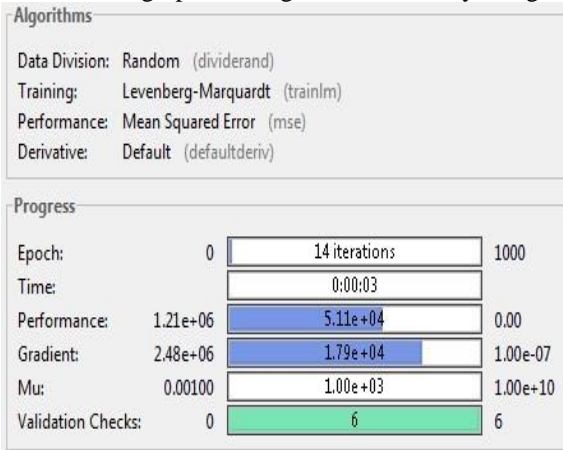 Algorithms
Data Division: Random (dividerand)
Training: Levenberg-Marquardt (trainlm)
Performance: Mean Squared Error (mse)
Derivative: Default (defaultderiv)
Progress
Epoch: 0 14 iterations 1000
Time: 0:00:03
Performance: 1.21e+06 5.11e+04 0.00
Gradient: 2.48e+06 1.79e+04 1.00e-07
Mu: 0.00100 1.00e+03 1.00e+10
Validation Checks: 0 6 6